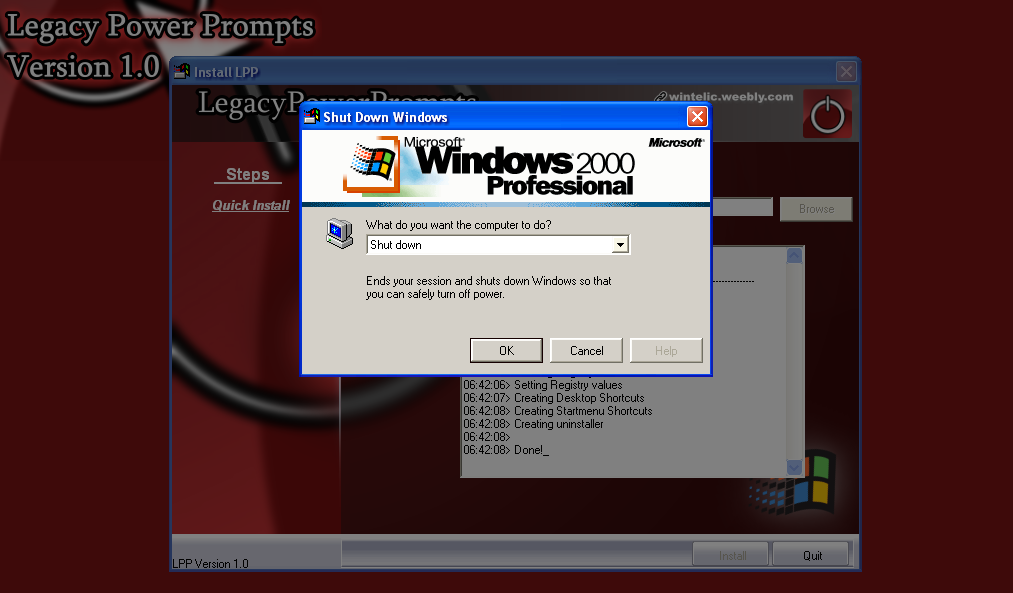 Legacy Power Prompts
Version 1.0
Install LPP
LegacyPowerPrompts
wintelic.weebly.com
Shut Down Windows
Microsoft
Windows 2000
Professional
Microsoft
Steps
Quick Install
Browse
What do you want the computer to do?
Shut down
Ends your session and shuts down Windows so that
you can safely turn off power.
--------------
OK
Cancel
Help
06:42:06> Setting Registry values
06:42:07> Creating Desktop Shortcuts
06:42:08> Creating Startmenu Shortcuts
06:42:08> Creating uninstaller
06:42:08>
06:42:08> Done!_
LPP Version 1.0
Install
Quit